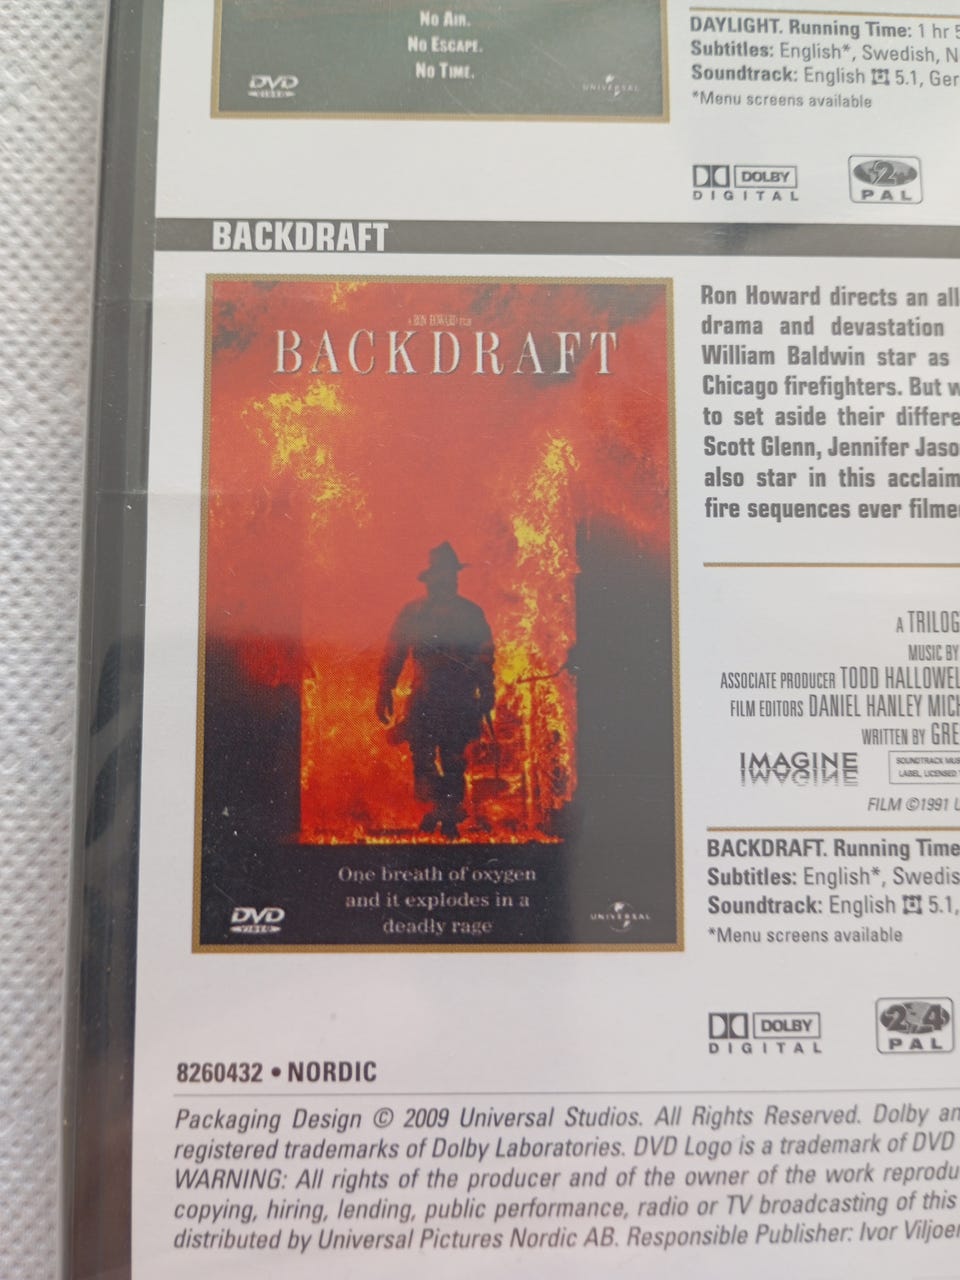 No Air.
No Escape.
No Time.
DVD
VIDEO
UNIVERSAL
DAYLIGHT. Running Time: 1 hr 5
Subtitles: English*, Swedish, N
Soundtrack: English 5.1, Ger
*Menu screens available
DOLBY
DIGITAL
2
PAL
BACKDRAFT
A RON HOWARD FILM
BACKDRAFT
One breath of oxygen
and it explodes in a
deadly rage
DVD
VIDEO
UNIVERSAL
Ron Howard directs an all
drama and devastation
William Baldwin star as
Chicago firefighters. But w
to set aside their differe
Scott Glenn, Jennifer Jaso
also star in this acclaim
fire sequences ever filme
A TRILOG
MUSIC BY
ASSOCIATE PRODUCER TODD HALLOWEL
FILM EDITORS DANIEL HANLEY MICH
WRITTEN BY GRE
IMAGINE
SOUNDTRACK MUS
LABEL, LICENSED
FILM ©1991 U
BACKDRAFT. Running Time
Subtitles: English*, Swedis
Soundtrack: English 5.1,
*Menu screens available
DOLBY
DIGITAL
2 4
PAL
8260432 • NORDIC
Packaging Design © 2009 Universal Studios. All Rights Reserved. Dolby an
registered trademarks of Dolby Laboratories. DVD Logo is a trademark of DVD
WARNING: All rights of the producer and of the owner of the work reprodu
copying, hiring, lending, public performance, radio or TV broadcasting of this
distributed by Universal Pictures Nordic AB. Responsible Publisher: Ivor Viljoen